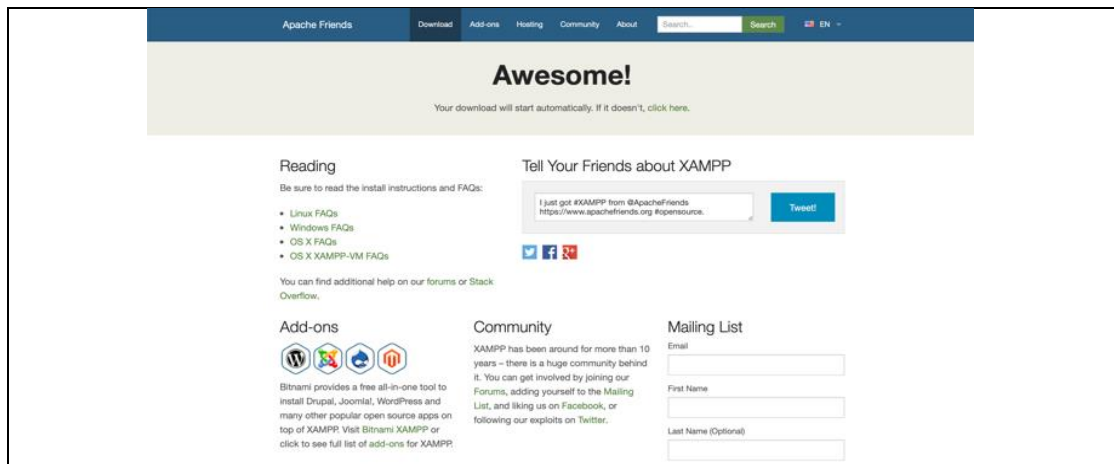 Apache Friends
Download
Add-ons
Hosting
Community
About
Search...
Search
EN
Awesome!
Your download will start automatically. If it doesn't, click here.
Reading
Be sure to read the install instructions and FAQs:
Linux FAQs
Windows FAQs
OS X FAQs
OS X XAMPP-VM FAQs
You can find additional help on our forums or Stack
Overflow.
Tell Your Friends about XAMPP
I just got #XAMPP from @ApacheFriends
https://www.apachefriends.org #opensource.
Tweet!
Add-ons
Bitnami provides a free all-in-one tool to
install Drupal, Joomla!, WordPress and
many other popular open source apps on
top of XAMPP. Visit Bitnami XAMPP or
click to see full list of add-ons for XAMPP.
Community
XAMPP has been around for more than 10
years – there is a huge community behind
it. You can get involved by joining our
Forums, adding yourself to the Mailing
List, and liking us on Facebook, or
following our exploits on Twitter.
Mailing List
Email
First Name
Last Name (Optional)